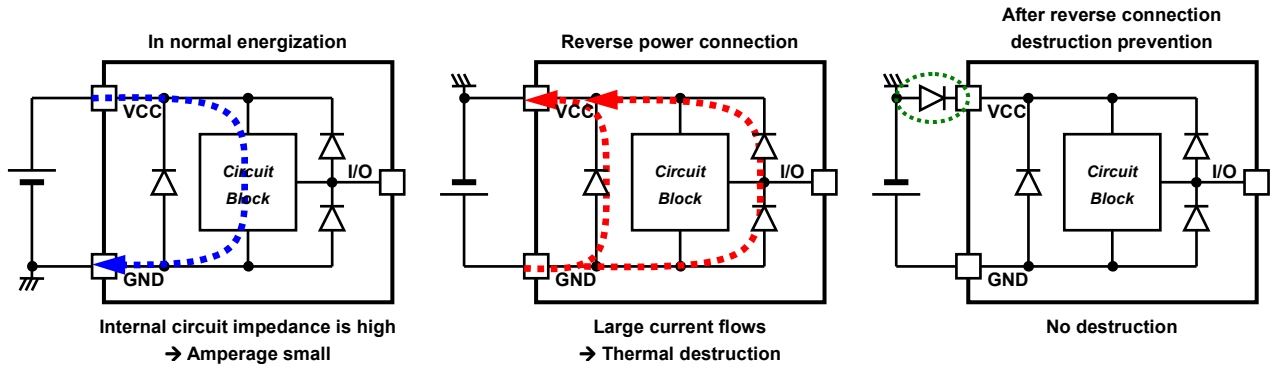 In normal energization
VCC
Circuit
Block
I/O
GND
Internal circuit impedance is high
→ Amperage small
Reverse power connection
VCC
Circuit
Block
I/O
GND
Large current flows
→ Thermal destruction
After reverse connection
destruction prevention
VCC
Circuit
Block
I/O
GND
No destruction